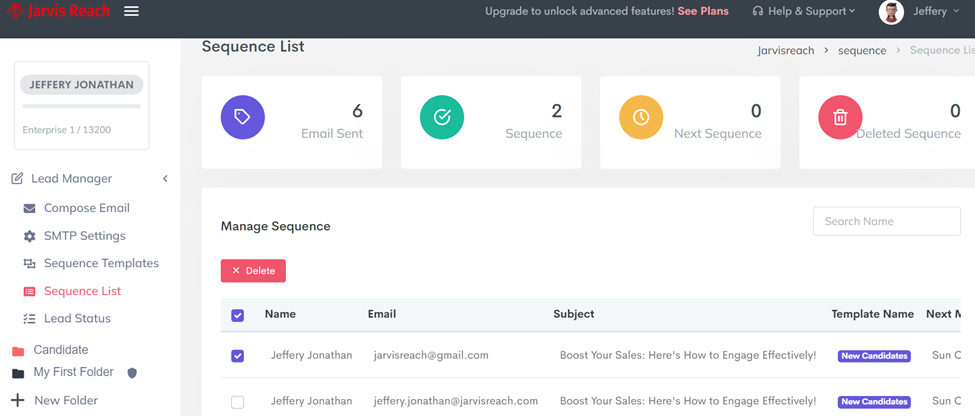 Jarvis Reach
Upgrade to unlock advanced features! See Plans
Help & Support
Jeffery
JEFFERY JONATHAN
Enterprise 1 / 13200
Lead Manager
Compose Email
SMTP Settings
Sequence Templates
Sequence List
Lead Status
Candidate
My First Folder
New Folder
Sequence List
Jarvisreach > sequence > Sequence Lis
6
Email Sent
2
Sequence
0
Next Sequence
0
Deleted Sequence
Manage Sequence
Search Name
× Delete
Name Email Subject Template Name Next M
Jeffery Jonathan jarvisreach@gmail.com Boost Your Sales: Here's How to Engage Effectively! New Candidates Sun C
Jeffery Jonathan jeffery.jonathan@jarvisreach.com Boost Your Sales: Here's How to Engage Effectively! New Candidates Sun C